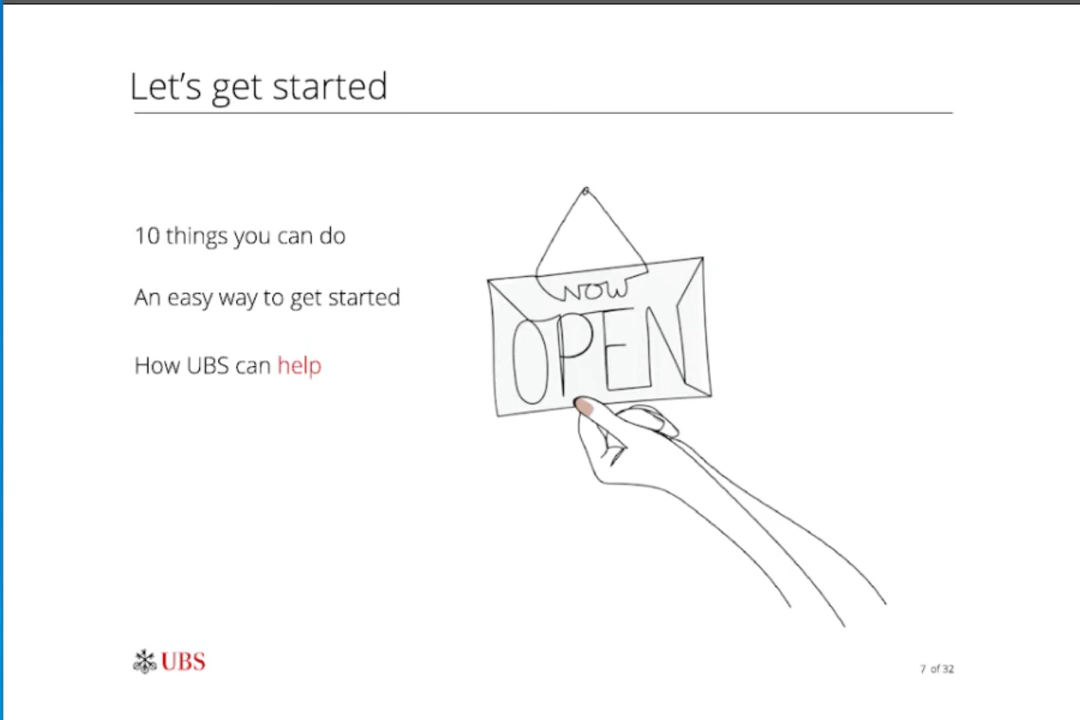 Let's get started
10 things you can do
An easy way to get started
How UBS can help
NOW
OPEN
UBS
7 of 32